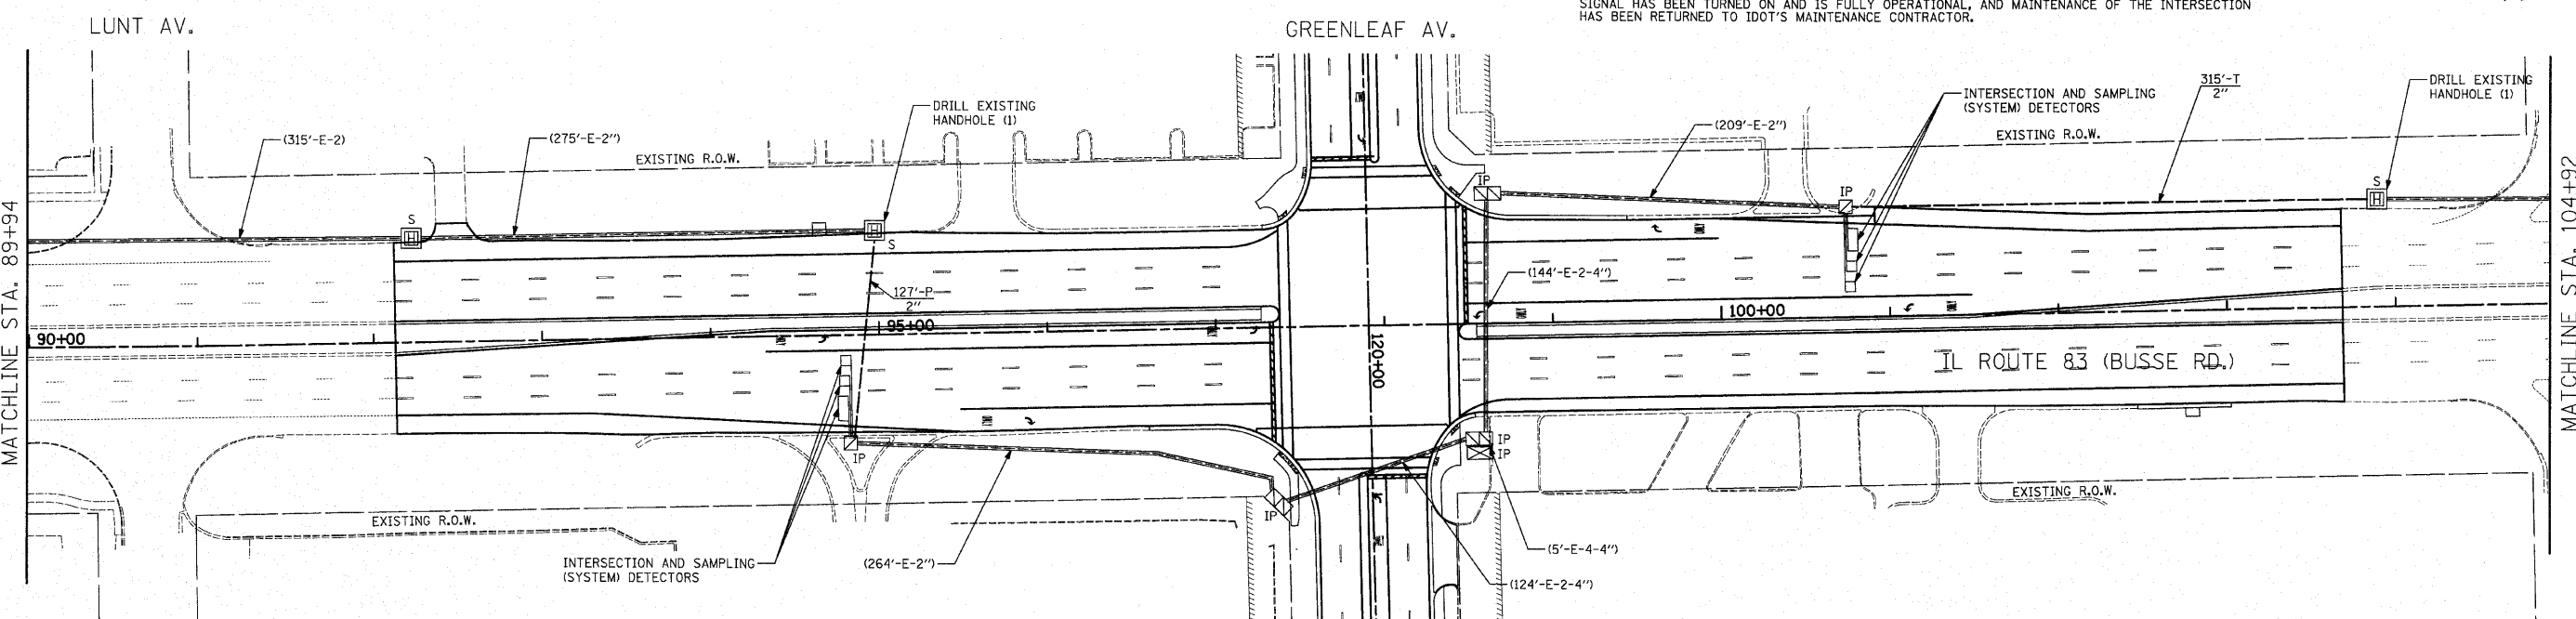 SIGNAL HAS BEEN TURNED ON AND IS FULLY OPERATIONAL, AND MAINTENANCE OF THE INTERSECTION
HAS BEEN RETURNED TO IDOT'S MAINTENANCE CONTRACTOR.
LUNT AV.
GREENLEAF AV.
INTERSECTION AND SAMPLING
(SYSTEM) DETECTORS
315'-T
2"
DRILL EXISTING
HANDHOLE (1)
DRILL EXISTING
HANDHOLE (1)
(315'-E-2)
(275'-E-2")
EXISTING R.O.W.
(209'-E-2")
EXISTING R.O.W.
IP
IP
S
S
S
MATCHLINE STA. 89+94
MATCHLINE STA. 104+92
(144'-E-2-4")
127'-P
2"
90+00
95+00
100+00
120+00
IL ROUTE 83 (BUSSE RD.)
IP
IP
IP
IP
EXISTING R.O.W.
EXISTING R.O.W.
INTERSECTION AND SAMPLING
(SYSTEM) DETECTORS
(264'-E-2")
(5'-E-4-4")
(124'-E-2-4")
H
H
H